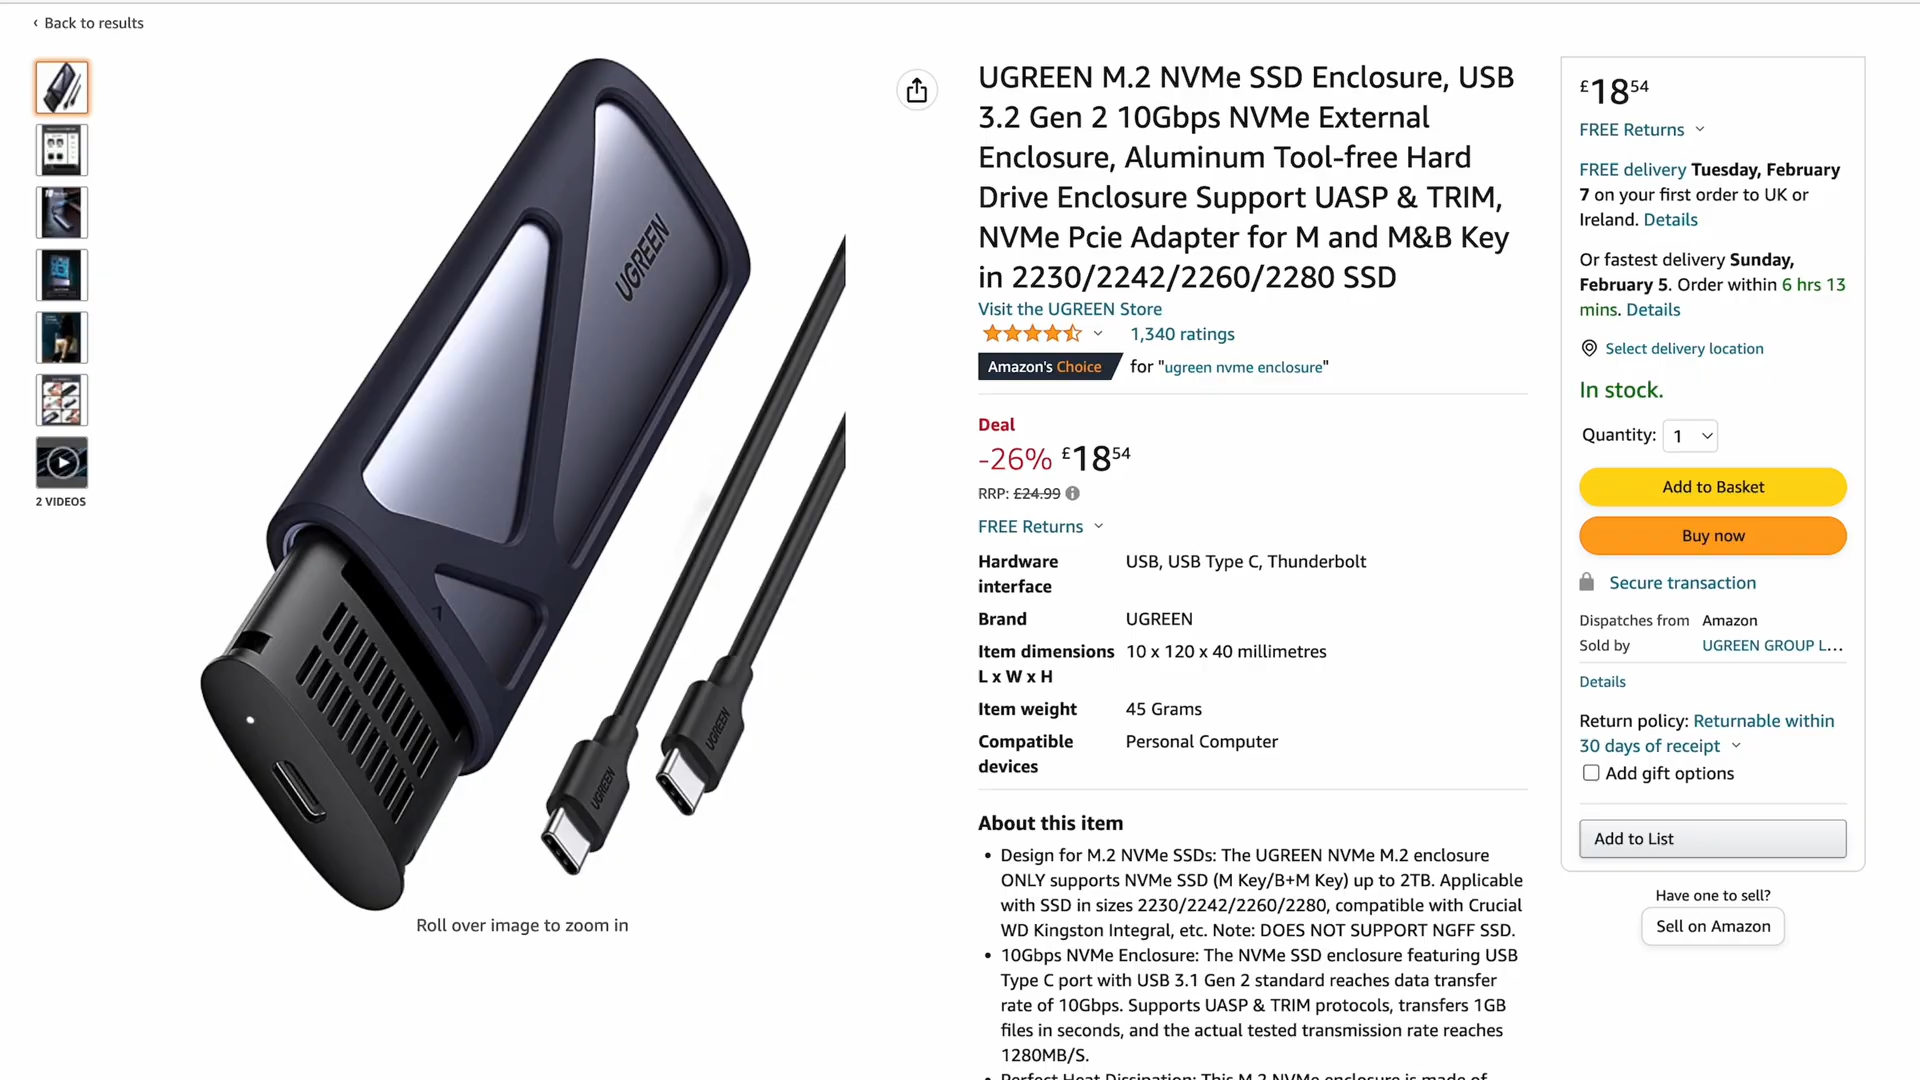 ‹ Back to results
2 VIDEOS
UGREEN
UGREEN
UGREEN
Roll over image to zoom in
UGREEN M.2 NVMe SSD Enclosure, USB
3.2 Gen 2 10Gbps NVMe External
Enclosure, Aluminum Tool-free Hard
Drive Enclosure Support UASP & TRIM,
NVMe Pcie Adapter for M and M&B Key
in 2230/2242/2260/2280 SSD
Visit the UGREEN Store
1,340 ratings
Amazon's Choice for "ugreen nvme enclosure"
Deal
-26% £1854
RRP: £24.99
FREE Returns
Hardware interface USB, USB Type C, Thunderbolt
Brand UGREEN
Item dimensions L x W x H 10 x 120 x 40 millimetres
Item weight 45 Grams
Compatible devices Personal Computer
About this item
• Design for M.2 NVMe SSDs: The UGREEN NVMe M.2 enclosure
ONLY supports NVMe SSD (M Key/B+M Key) up to 2TB. Applicable
with SSD in sizes 2230/2242/2260/2280, compatible with Crucial
WD Kingston Integral, etc. Note: DOES NOT SUPPORT NGFF SSD.
• 10Gbps NVMe Enclosure: The NVMe SSD enclosure featuring USB
Type C port with USB 3.1 Gen 2 standard reaches data transfer
rate of 10Gbps. Supports UASP & TRIM protocols, transfers 1GB
files in seconds, and the actual tested transmission rate reaches
1280MB/S.
• Perfect Heat Dissipation: This M.2 NVMe enclosure is made of
£1854
FREE Returns
FREE delivery Tuesday, February
7 on your first order to UK or
Ireland. Details
Or fastest delivery Sunday,
February 5. Order within 6 hrs 13
mins. Details
Select delivery location
In stock.
Quantity: 1
Add to Basket
Buy now
Secure transaction
Dispatches from Amazon
Sold by UGREEN GROUP L...
Details
Return policy: Returnable within
30 days of receipt
Add gift options
Add to List
Have one to sell?
Sell on Amazon